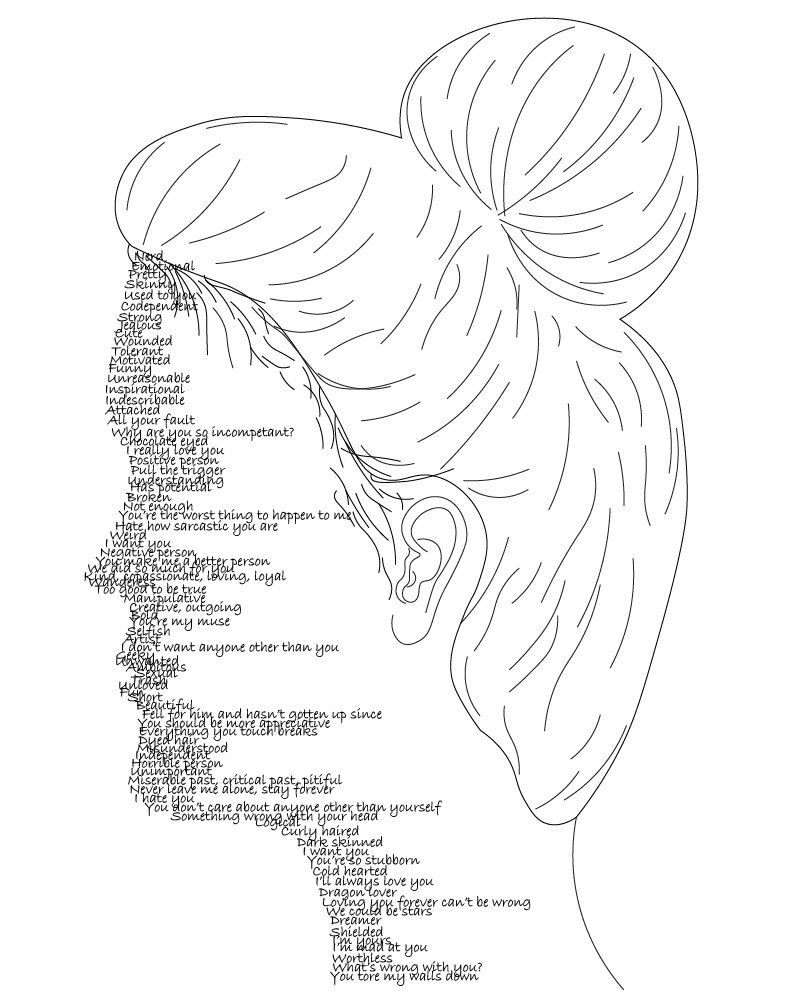 Nerd
Emotional
Pretty
Skinny
Used to you
Codependent
Strong
Jealous
Cute
Wounded
Tolerant
Motivated
Funny
Unreasonable
Inspirational
Indescribable
Attached
All your fault
Why are you so incompetant?
Chocolate eyed
I really love you
Positive person
Pull the trigger
Understanding
Has potential
Broken
Not enough
You're the worst thing to happen to me
Hate how sarcastic you are
Weird
I want you
Negative person
You make me a better person
We did so much for you
Kind, copassionate, loving, loyal
Wanderess
Too good to be true
Manipulative
Creative, outgoing
Bold
You're my muse
Selfish
Artist
I don't want anyone other than you
Geeky
Unwanted
Ambitous
Sexual
Trash
Unloved
Fun
Short
Beautiful
Fell for him and hasn't gotten up since
You should be more appreciative
Everything you touch breaks
Dyed hair
Misunderstood
Independent
Horrible person
Unimportant
Miserable past, critical past, pitiful
Never leave me alone, stay forever
I hate you
You don't care about anyone other than yourself
Something wrong with your head
Logical
Curly haired
Dark skinned
I want you
You're so stubborn
Cold hearted
I'll always love you
Dragon lover
Loving you forever can't be wrong
We could be stars
Dreamer
Shielded
I'm yours
I'm mad at you
Worthless
What's wrong with you?
You tore my walls down